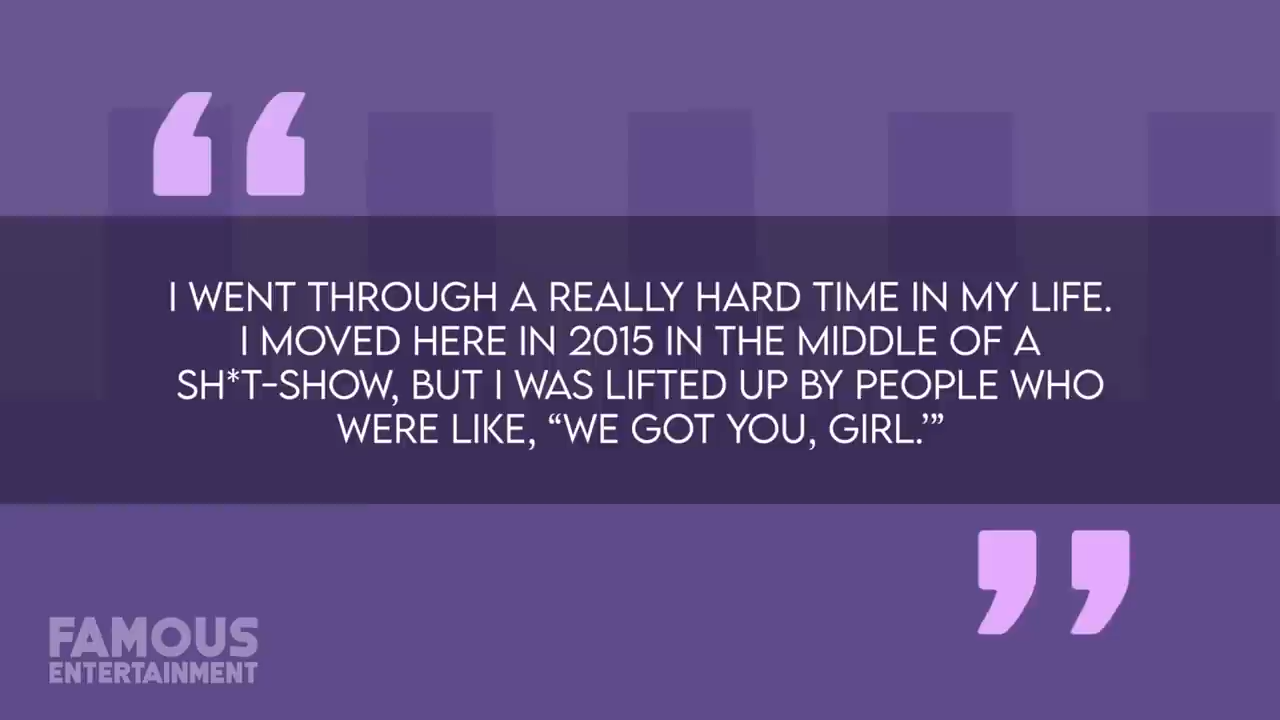 I WENT THROUGH A REALLY HARD TIME IN MY LIFE.
I MOVED HERE IN 2015 IN THE MIDDLE OF A
SH*T-SHOW, BUT I WAS LIFTED UP BY PEOPLE WHO
WERE LIKE, “WE GOT YOU, GIRL.’”
FAMOUS
ENTERTAINMENT